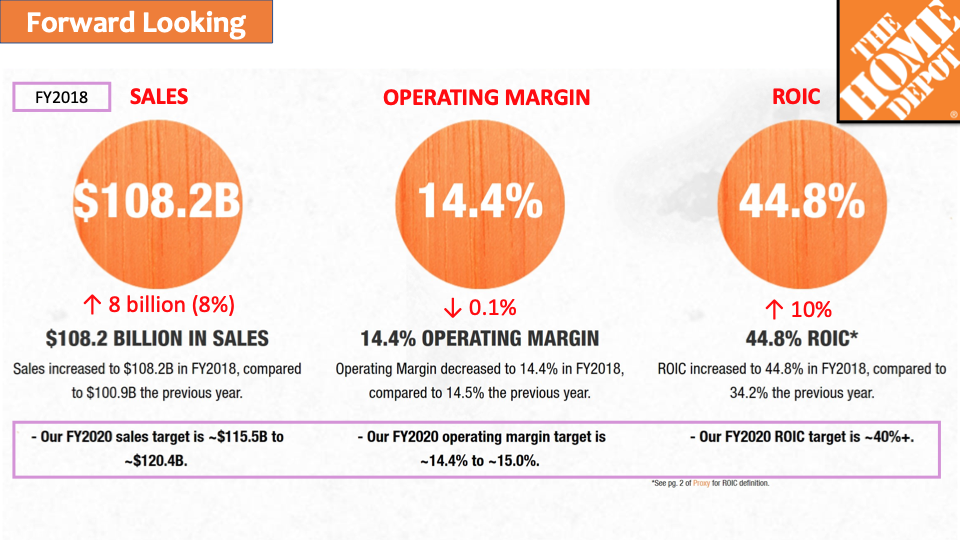 Forward Looking
THE
HOME
DEPOT
®
FY2018
SALES
OPERATING MARGIN
ROIC
$108.2B
14.4%
44.8%
↑ 8 billion (8%)
↓ 0.1%
↑ 10%
$108.2 BILLION IN SALES
14.4% OPERATING MARGIN
44.8% ROIC*
Sales increased to $108.2B in FY2018, compared
to $100.9B the previous year.
Operating Margin decreased to 14.4% in FY2018,
compared to 14.5% the previous year.
ROIC increased to 44.8% in FY2018, compared to
34.2% the previous year.
- Our FY2020 sales target is ~$115.5B to
~$120.4B.
- Our FY2020 operating margin target is
~14.4% to ~15.0%.
- Our FY2020 ROIC target is ~40%+.
*See pg. 2 of Proxy for ROIC definition.